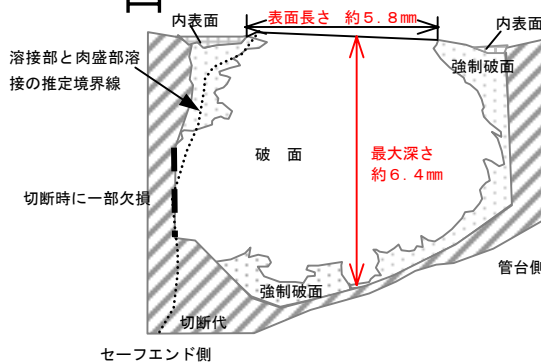 内表面
表面長さ 約5.8㎜
内表面
溶接部と肉盛部溶
接の推定境界線
強制破面
破 面
最大深さ
約6.4㎜
切断時に一部欠損
管台側
強制破面
切断代
セーフエンド側